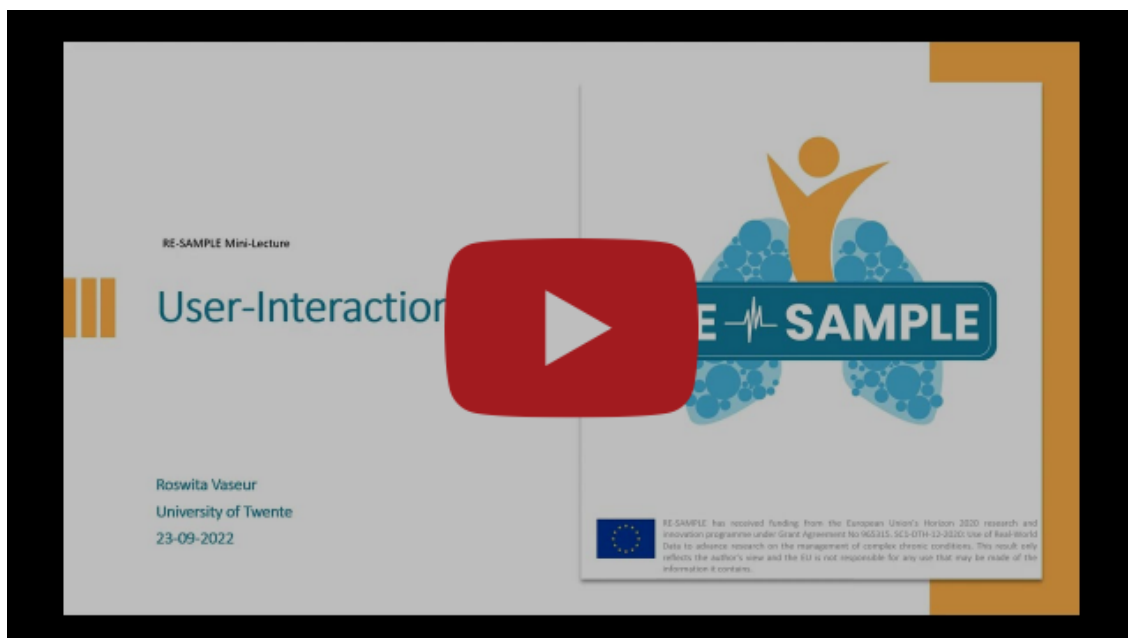 RE-SAMPLE Mini-Lecture
User-Interaction
E SAMPLE
Roswita Vaseur
University of Twente
23-09-2022
RE-SAMPLE has received funding from the European Union's Horizon 2020 research and
innovation programme under Grant Agreement No 965315. SC1-DTH-12-2020: Use of Real-World
Data to advance research on the management of complex chronic conditions. This result only
reflects the author's view and the EU is not responsible for any use that may be made of the
information it contains.